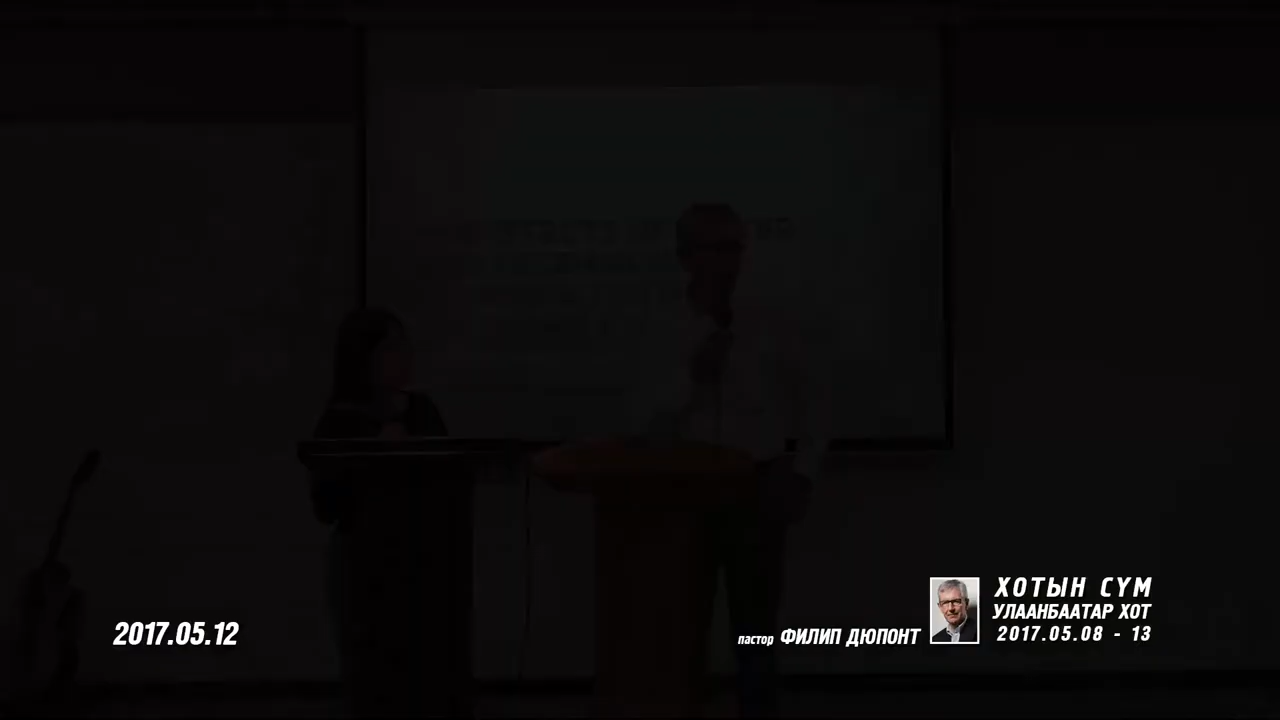 2017.05.12
пастор ФИЛИП ДЮПОНТ
ХОТЫН СҮМ
УЛААНБААТАР ХОТ
2017.05.08 - 13